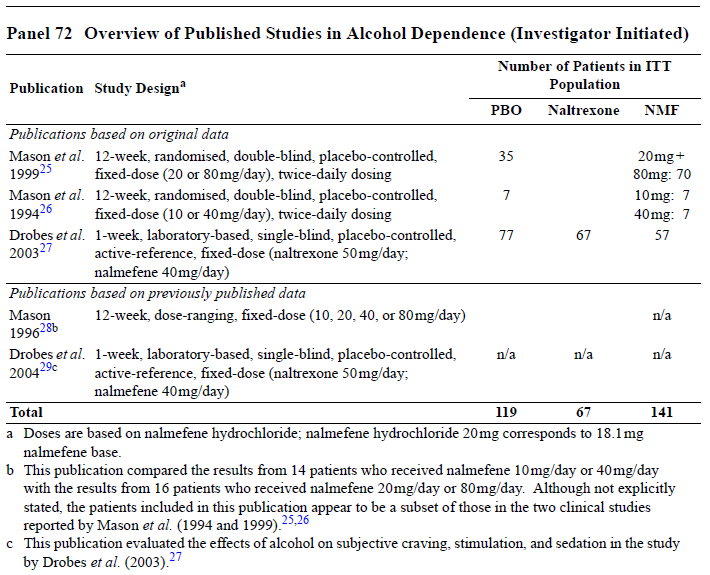 Panel 72 Overview of Published Studies in Alcohol Dependence (Investigator Initiated)
Publication Study Designa Number of Patients in ITT
Population
PBO Naltrexone NMF
Publications based on original data
Mason et al. 12-week, randomised, double-blind, placebo-controlled, 35 20mg+
199925 fixed-dose (20 or 80mg/day), twice-daily dosing 80mg: 70
Mason et al. 12-week, randomised, double-blind, placebo-controlled, 7 10mg: 7
199426 fixed-dose (10 or 40mg/day), twice-daily dosing 40mg: 7
Drobes et al. 1-week, laboratory-based, single-blind, placebo-controlled, 77 67 57
200327 active-reference, fixed-dose (naltrexone 50mg/day;
nalmefene 40mg/day)
Publications based on previously published data
Mason 12-week, dose-ranging, fixed-dose (10, 20, 40, or 80mg/day) n/a
199628b
Drobes et al. 1-week, laboratory-based, single-blind, placebo-controlled, n/a n/a n/a
200429c active-reference, fixed-dose (naltrexone 50mg/day;
nalmefene 40mg/day)
Total 119 67 141
a Doses are based on nalmefene hydrochloride; nalmefene hydrochloride 20mg corresponds to 18.1mg
nalmefene base.
b This publication compared the results from 14 patients who received nalmefene 10mg/day or 40mg/day
with the results from 16 patients who received nalmefene 20mg/day or 80mg/day. Although not explicitly
stated, the patients included in this publication appear to be a subset of those in the two clinical studies
reported by Mason et al. (1994 and 1999).25,26
c This publication evaluated the effects of alcohol on subjective craving, stimulation, and sedation in the study
by Drobes et al. (2003).27